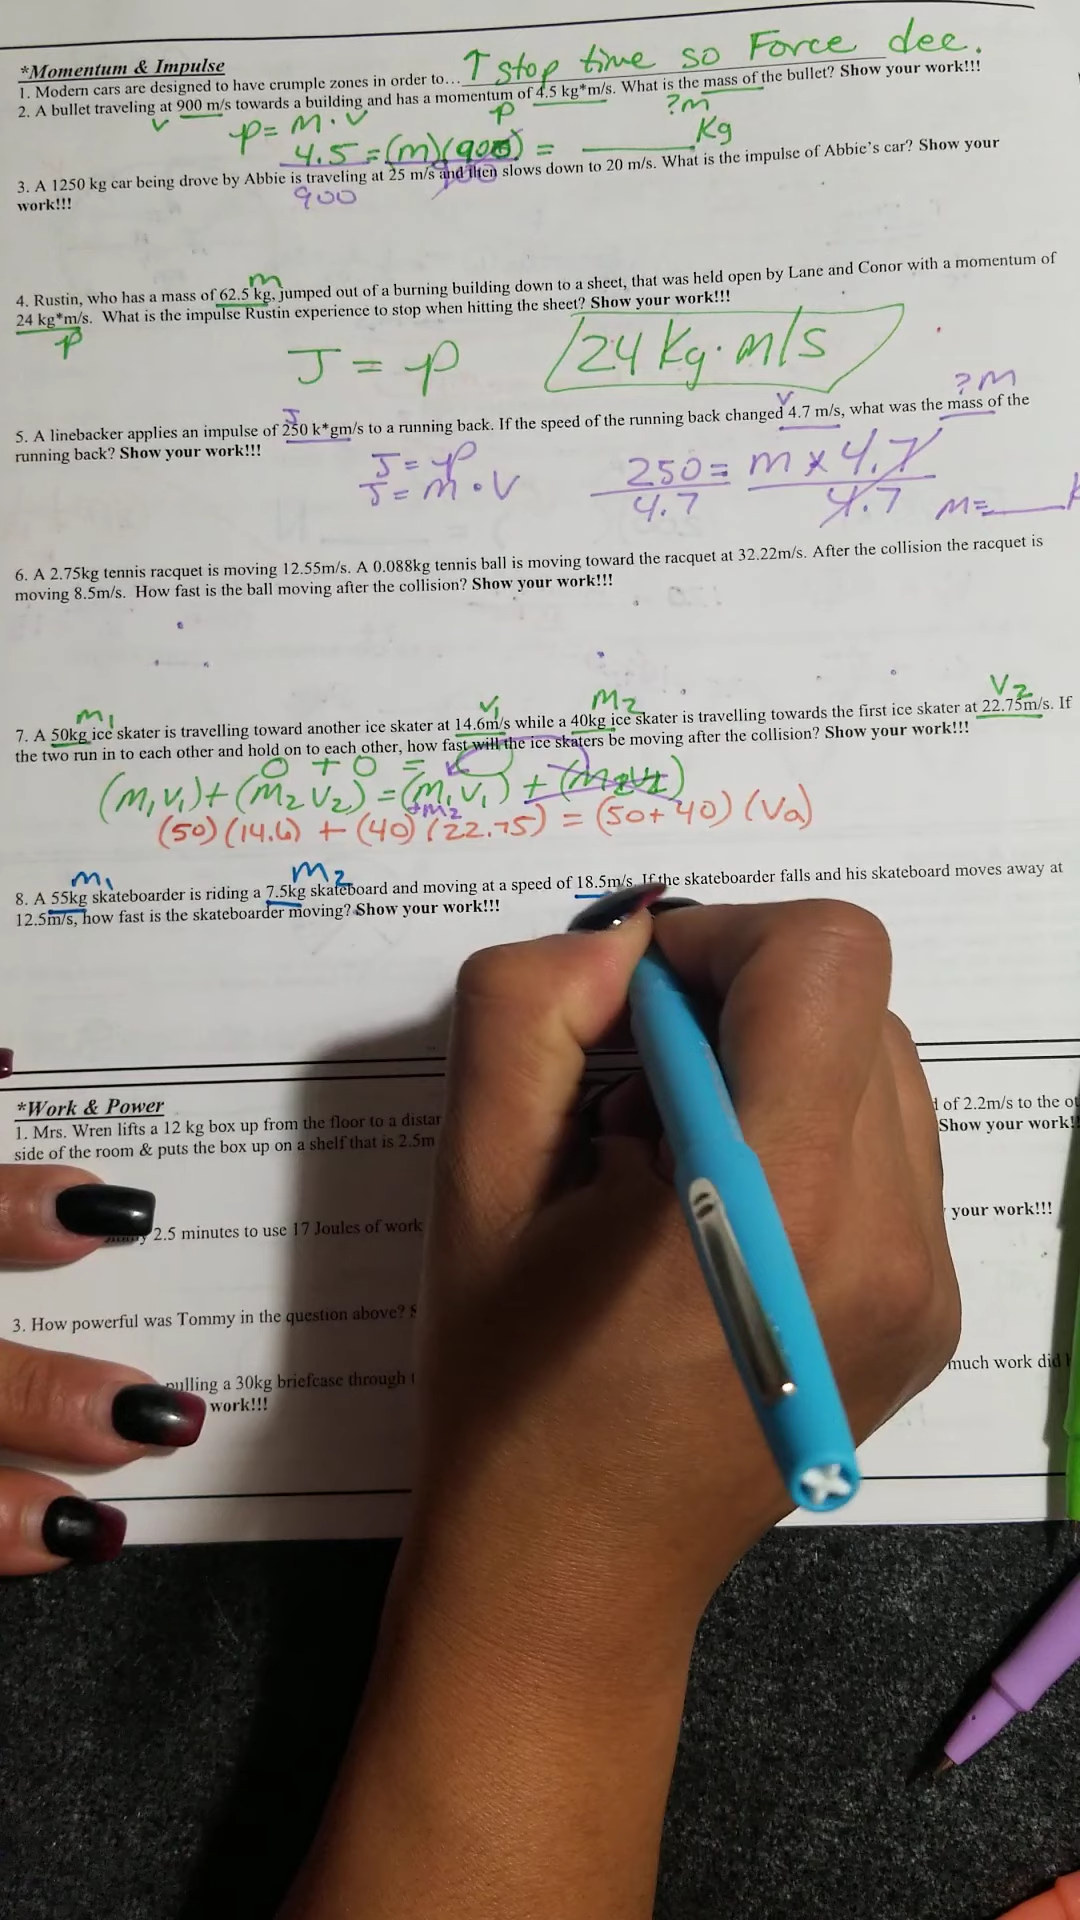 *Momentum & Impulse
1. Modern cars are designed to have crumple zones in order to… ↑ stop time so Force dec.
2. A bullet traveling at 900 m/s towards a building and has a momentum of 4.5 kg*m/s. What is the mass of the bullet? Show your work!!!
v p ?m
p = m · v
4.5 = (m)(900) = ______ Kg
900 900
3. A 1250 kg car being drove by Abbie is traveling at 25 m/s and then slows down to 20 m/s. What is the impulse of Abbie's car? Show your
work!!!
m
4. Rustin, who has a mass of 62.5 kg, jumped out of a burning building down to a sheet, that was held open by Lane and Conor with a momentum of
24 kg*m/s. What is the impulse Rustin experience to stop when hitting the sheet? Show your work!!!
p
J = p 24 Kg · m/s
J v ?m
5. A linebacker applies an impulse of 250 k*gm/s to a running back. If the speed of the running back changed 4.7 m/s, what was the mass of the
running back? Show your work!!!
J = p
J = m · v
250 = m x 4.7
4.7 4.7 m=____
6. A 2.75kg tennis racquet is moving 12.55m/s. A 0.088kg tennis ball is moving toward the racquet at 32.22m/s. After the collision the racquet is
moving 8.5m/s. How fast is the ball moving after the collision? Show your work!!!
m1 v1 m2 v2
7. A 50kg ice skater is travelling toward another ice skater at 14.6m/s while a 40kg ice skater is travelling towards the first ice skater at 22.75m/s. If
the two run in to each other and hold on to each other, how fast will the ice skaters be moving after the collision? Show your work!!!
0 + 0 =
(m1v1) + (m2v2) = (m1v1) + (m2v2)
+m2
(50)(14.6) + (40)(22.75) = (50+40)(Va)
m1 m2
8. A 55kg skateboarder is riding a 7.5kg skateboard and moving at a speed of 18.5m/s. If the skateboarder falls and his skateboard moves away at
12.5m/s, how fast is the skateboarder moving? Show your work!!!
*Work & Power
1. Mrs. Wren lifts a 12 kg box up from the floor to a of 2.2m/s to the
side of the room & puts the box up on a shelf that is 2.5m Show your work!!
2.5 minutes to use 17 Joules of work your work!!!
3. How powerful was Tommy in the question above?
pulling a 30kg briefcase through much work did
work!!!